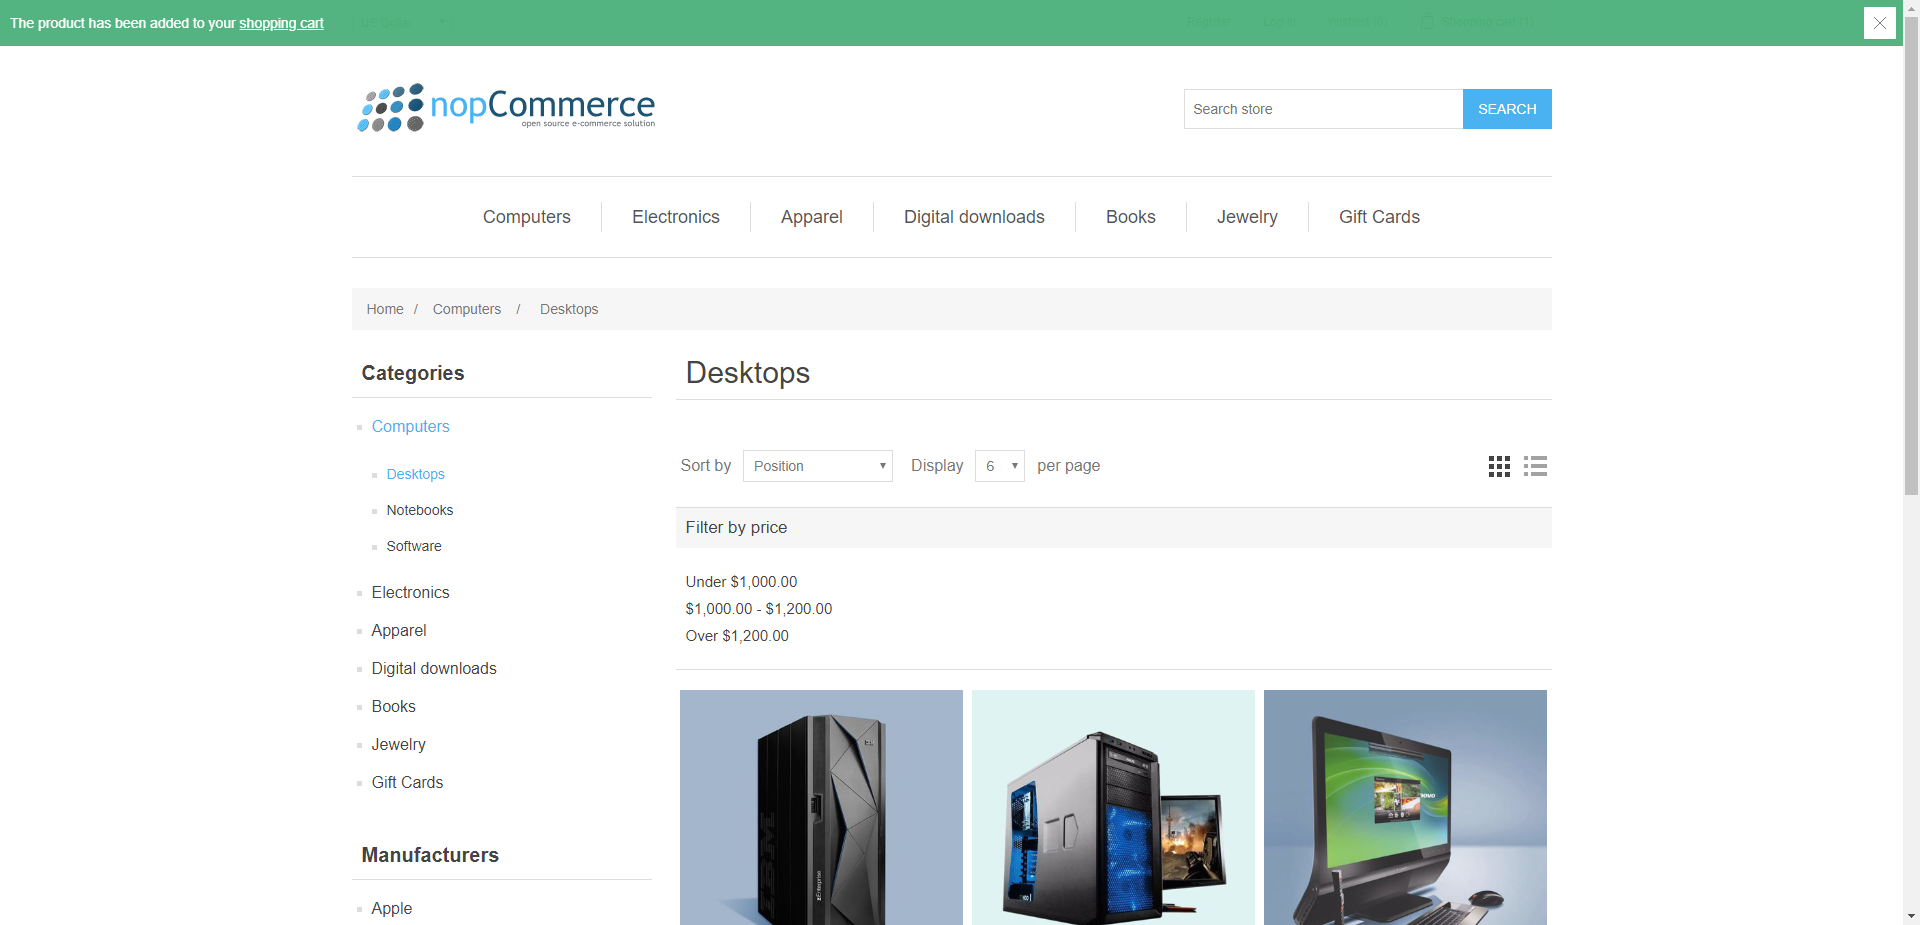 The product has been added to your shopping cart
nopCommerce
open source e-commerce solution
Search store
SEARCH
Computers
Electronics
Apparel
Digital downloads
Books
Jewelry
Gift Cards
Home / Computers / Desktops
Categories
Computers
Desktops
Notebooks
Software
Electronics
Apparel
Digital downloads
Books
Jewelry
Gift Cards
Manufacturers
Apple
Desktops
Sort by Position Display 6 per page
Filter by price
Under $1,000.00
$1,000.00 - $1,200.00
Over $1,200.00
zEnterprise